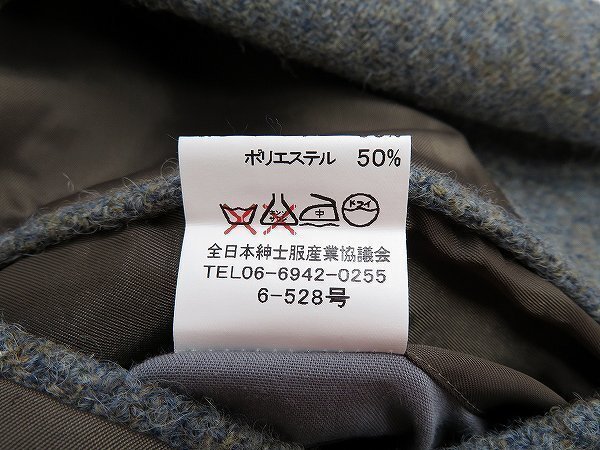 ポリエステル 50%
中 ドライ
全日本紳士服産業協議会
TEL06-6942-0255
6-528号